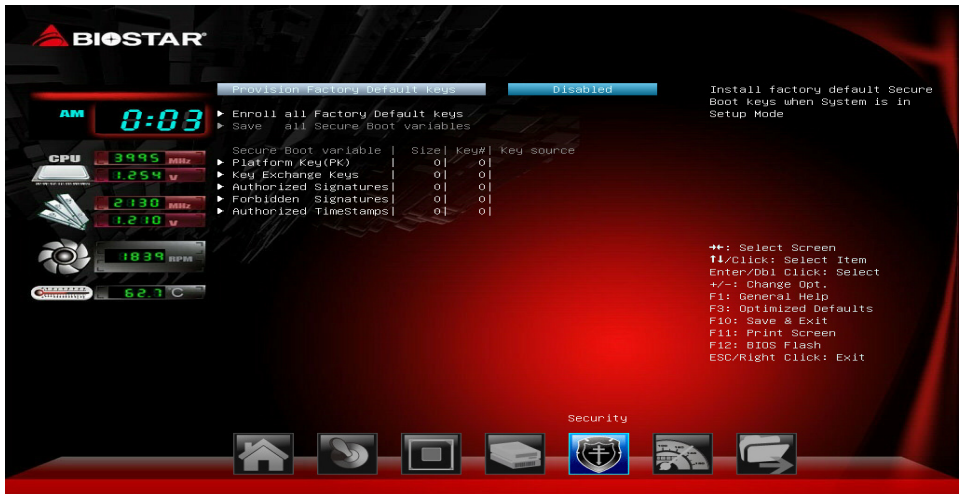 BIOSTAR
Provision Factory Default keys Disabled
Enroll all Factory Default keys
Save all Secure Boot variables
Secure Boot variable | Size| Key#| Key source
Platform Key(PK) | 0| 0|
Key Exchange Keys | 0| 0|
Authorized Signatures| 0| 0|
Forbidden Signatures| 0| 0|
Authorized TimeStamps| 0| 0|
AM 0:03
CPU 3995 MHz
1.254 V
2130 MHz
1.210 V
1839 RPM
62.7 C
Install factory default Secure
Boot keys when System is in
Setup Mode
→←: Select Screen
↑↓/Click: Select Item
Enter/Dbl Click: Select
+/-: Change Opt.
F1: General Help
F3: Optimized Defaults
F10: Save & Exit
F11: Print Screen
F12: BIOS Flash
ESC/Right Click: Exit
Security